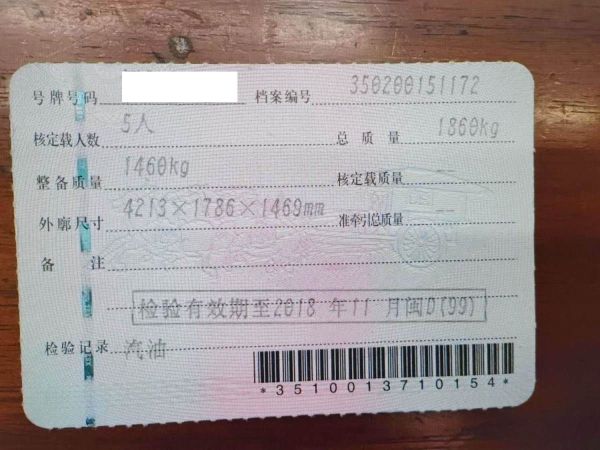 号牌号码 档案编号 350200151172
核定载人数 5人 总质量 1860kg
整备质量 1460kg 核定载质量
外廓尺寸 4213×1786×1469mm 准牵引总质量
备注
检验有效期至2018 年11 月闽D(99)
检验记录 汽油
*3510013710154*